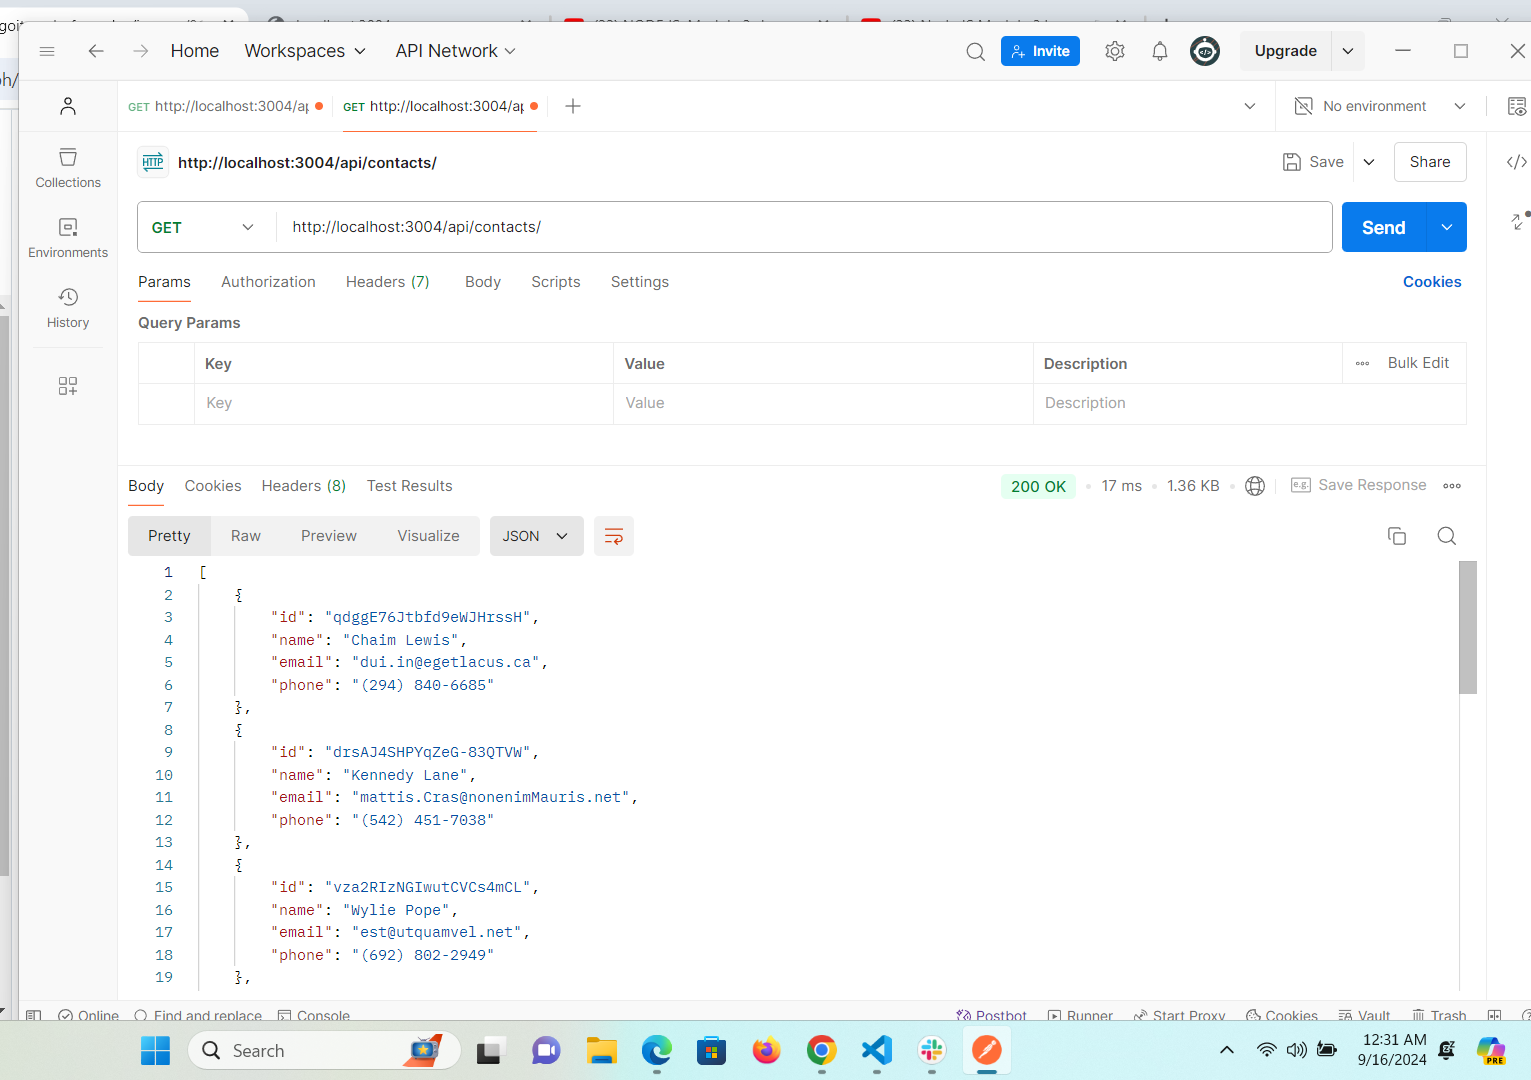 Home
Workspaces
API Network
Invite
Upgrade
GET http://localhost:3004/ap
GET http://localhost:3004/ap
No environment
HTTP
http://localhost:3004/api/contacts/
Save
Share
Collections
Environments
History
GET
http://localhost:3004/api/contacts/
Send
Params
Authorization
Headers (7)
Body
Scripts
Settings
Cookies
Query Params
Key
Value
Description
Bulk Edit
Key
Value
Description
Body
Cookies
Headers (8)
Test Results
200 OK
17 ms
1.36 KB
e.g.
Save Response
Pretty
Raw
Preview
Visualize
JSON
1 [
2 {
3 "id": "qdggE76Jtbfd9eWJHrssH",
4 "name": "Chaim Lewis",
5 "email": "dui.in@egetlacus.ca",
6 "phone": "(294) 840-6685"
7 },
8 {
9 "id": "drsAJ4SHPYqZeG-83QTVW",
10 "name": "Kennedy Lane",
11 "email": "mattis.Cras@nonenimMauris.net",
12 "phone": "(542) 451-7038"
13 },
14 {
15 "id": "vza2RIzNGIwutCVCs4mCL",
16 "name": "Wylie Pope",
17 "email": "est@utquamvel.net",
18 "phone": "(692) 802-2949"
19 },
Online
Find and replace
Console
Postbot
Runner
Start Proxy
Cookies
Vault
Trash
Search
12:31 AM
9/16/2024
PRE